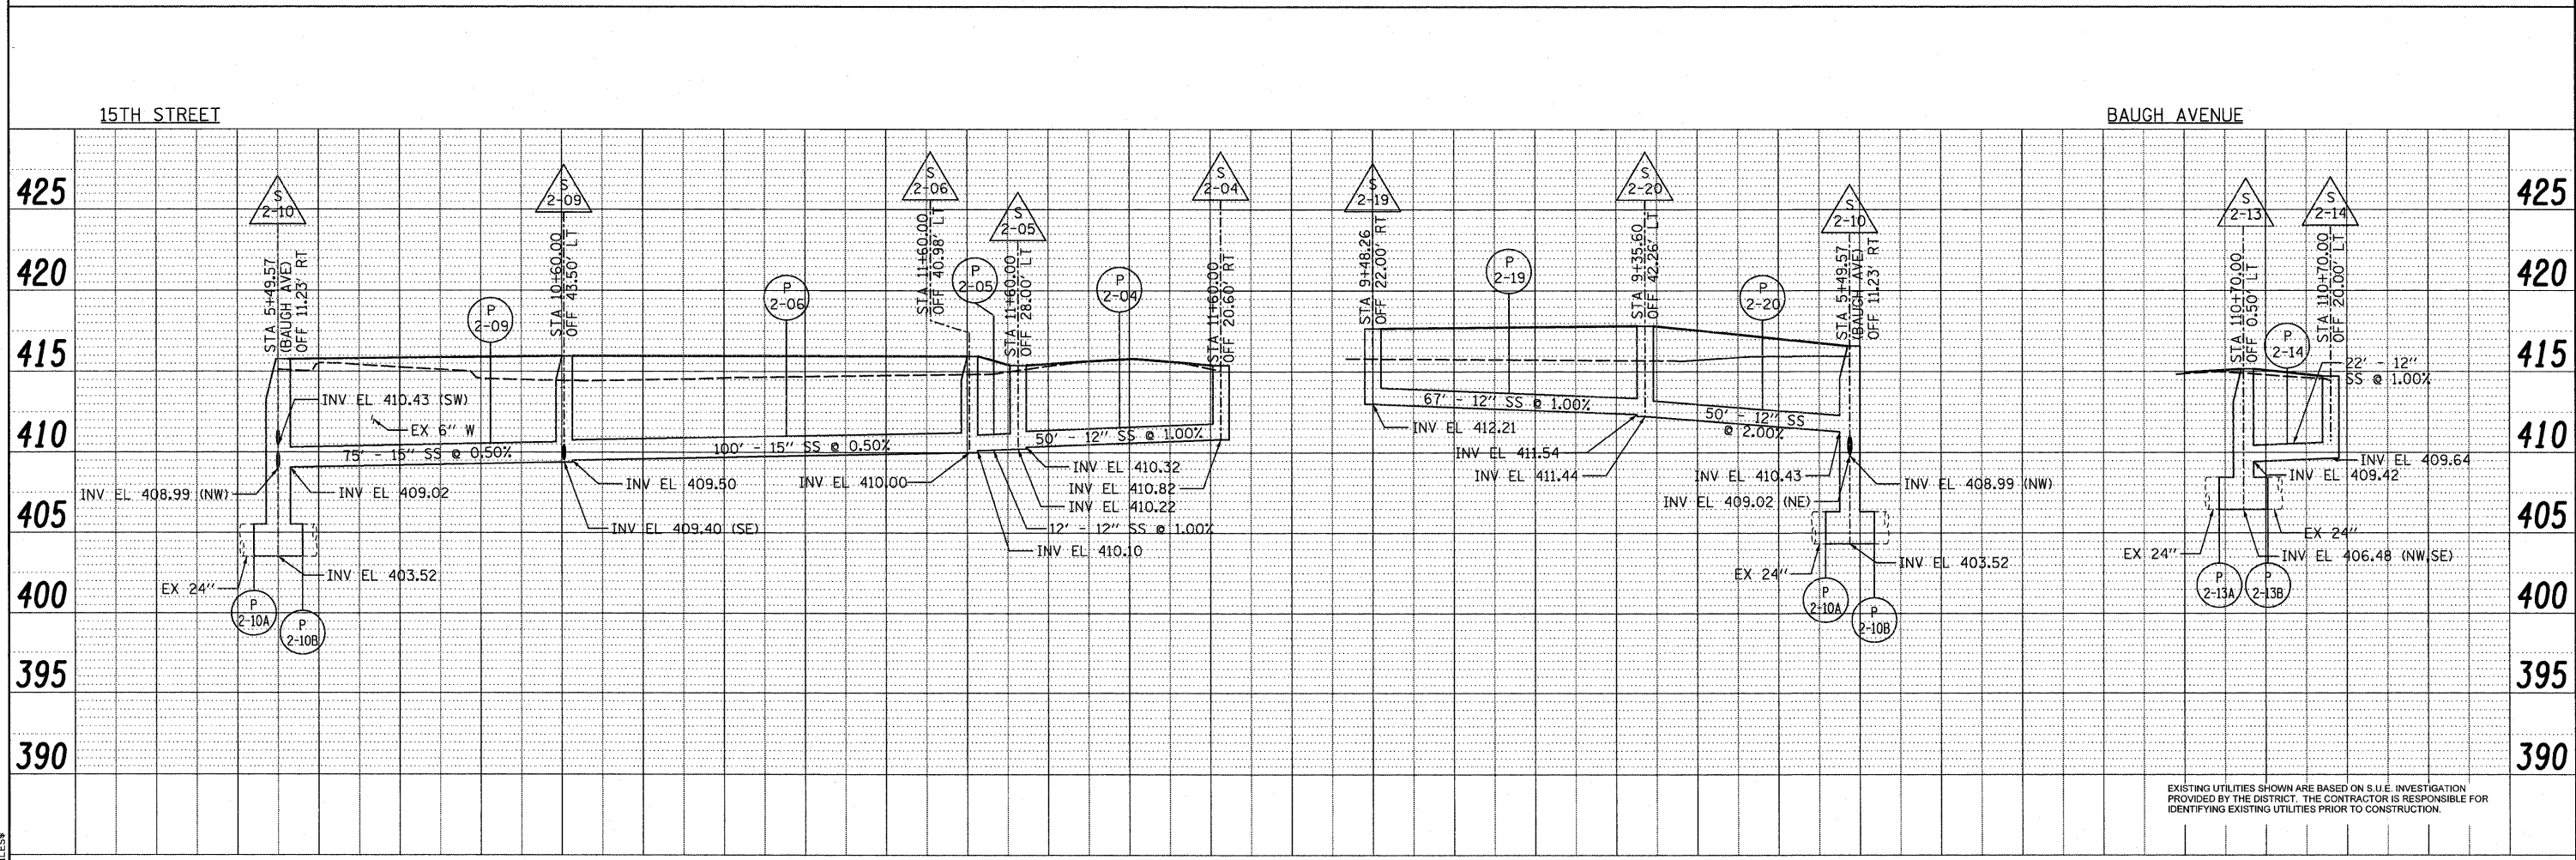 15TH STREET
BAUGH AVENUE
425
420
415
410
405
400
395
390
S
2-10
STA 5+49.57
(BAUGH AVE)
OFF 11.23' RT
S
2-09
STA 10+60.00
OFF 43.50' LT
S
2-06
STA 11+60.00
OFF 40.98' LT
S
2-05
STA 11+60.00
OFF 28.00' LT
S
2-04
STA 11+60.00
OFF 20.60' RT
P
2-09
P
2-06
P
2-05
P
2-04
INV EL 410.43 (SW)
EX 6" W
75' - 15" SS @ 0.50%
100' - 15" SS @ 0.50%
50' - 12" SS @ 1.00%
INV EL 408.99 (NW)
INV EL 409.02
INV EL 409.50
INV EL 409.40 (SE)
INV EL 410.00
INV EL 410.32
INV EL 410.82
INV EL 410.22
12' - 12" SS @ 1.00%
INV EL 410.10
INV EL 403.52
EX 24"
P
2-10A
P
2-10B
S
2-19
STA 9+48.26
OFF 22.00' RT
S
2-20
STA 9+35.60
OFF 42.26' LT
S
2-10
STA 5+49.57
(BAUGH AVE)
OFF 11.23' RT
P
2-19
P
2-20
67' - 12" SS @ 1.00%
50' - 12" SS
@ 2.00%
INV EL 412.21
INV EL 411.54
INV EL 411.44
INV EL 410.43
INV EL 409.02 (NE)
INV EL 408.99 (NW)
INV EL 403.52
EX 24"
P
2-10A
P
2-10B
S
2-13
STA 110+70.00
OFF 0.50' LT
S
2-14
STA 110+70.00
OFF 20.00' LT
P
2-14
22' - 12"
SS @ 1.00%
INV EL 409.64
INV EL 409.42
EX 24"
EX 24"
INV EL 406.48 (NW,SE)
P
2-13A
P
2-13B
425
420
415
410
405
400
395
390
EXISTING UTILITIES SHOWN ARE BASED ON S.U.E. INVESTIGATION
PROVIDED BY THE DISTRICT. THE CONTRACTOR IS RESPONSIBLE FOR
IDENTIFYING EXISTING UTILITIES PRIOR TO CONSTRUCTION.